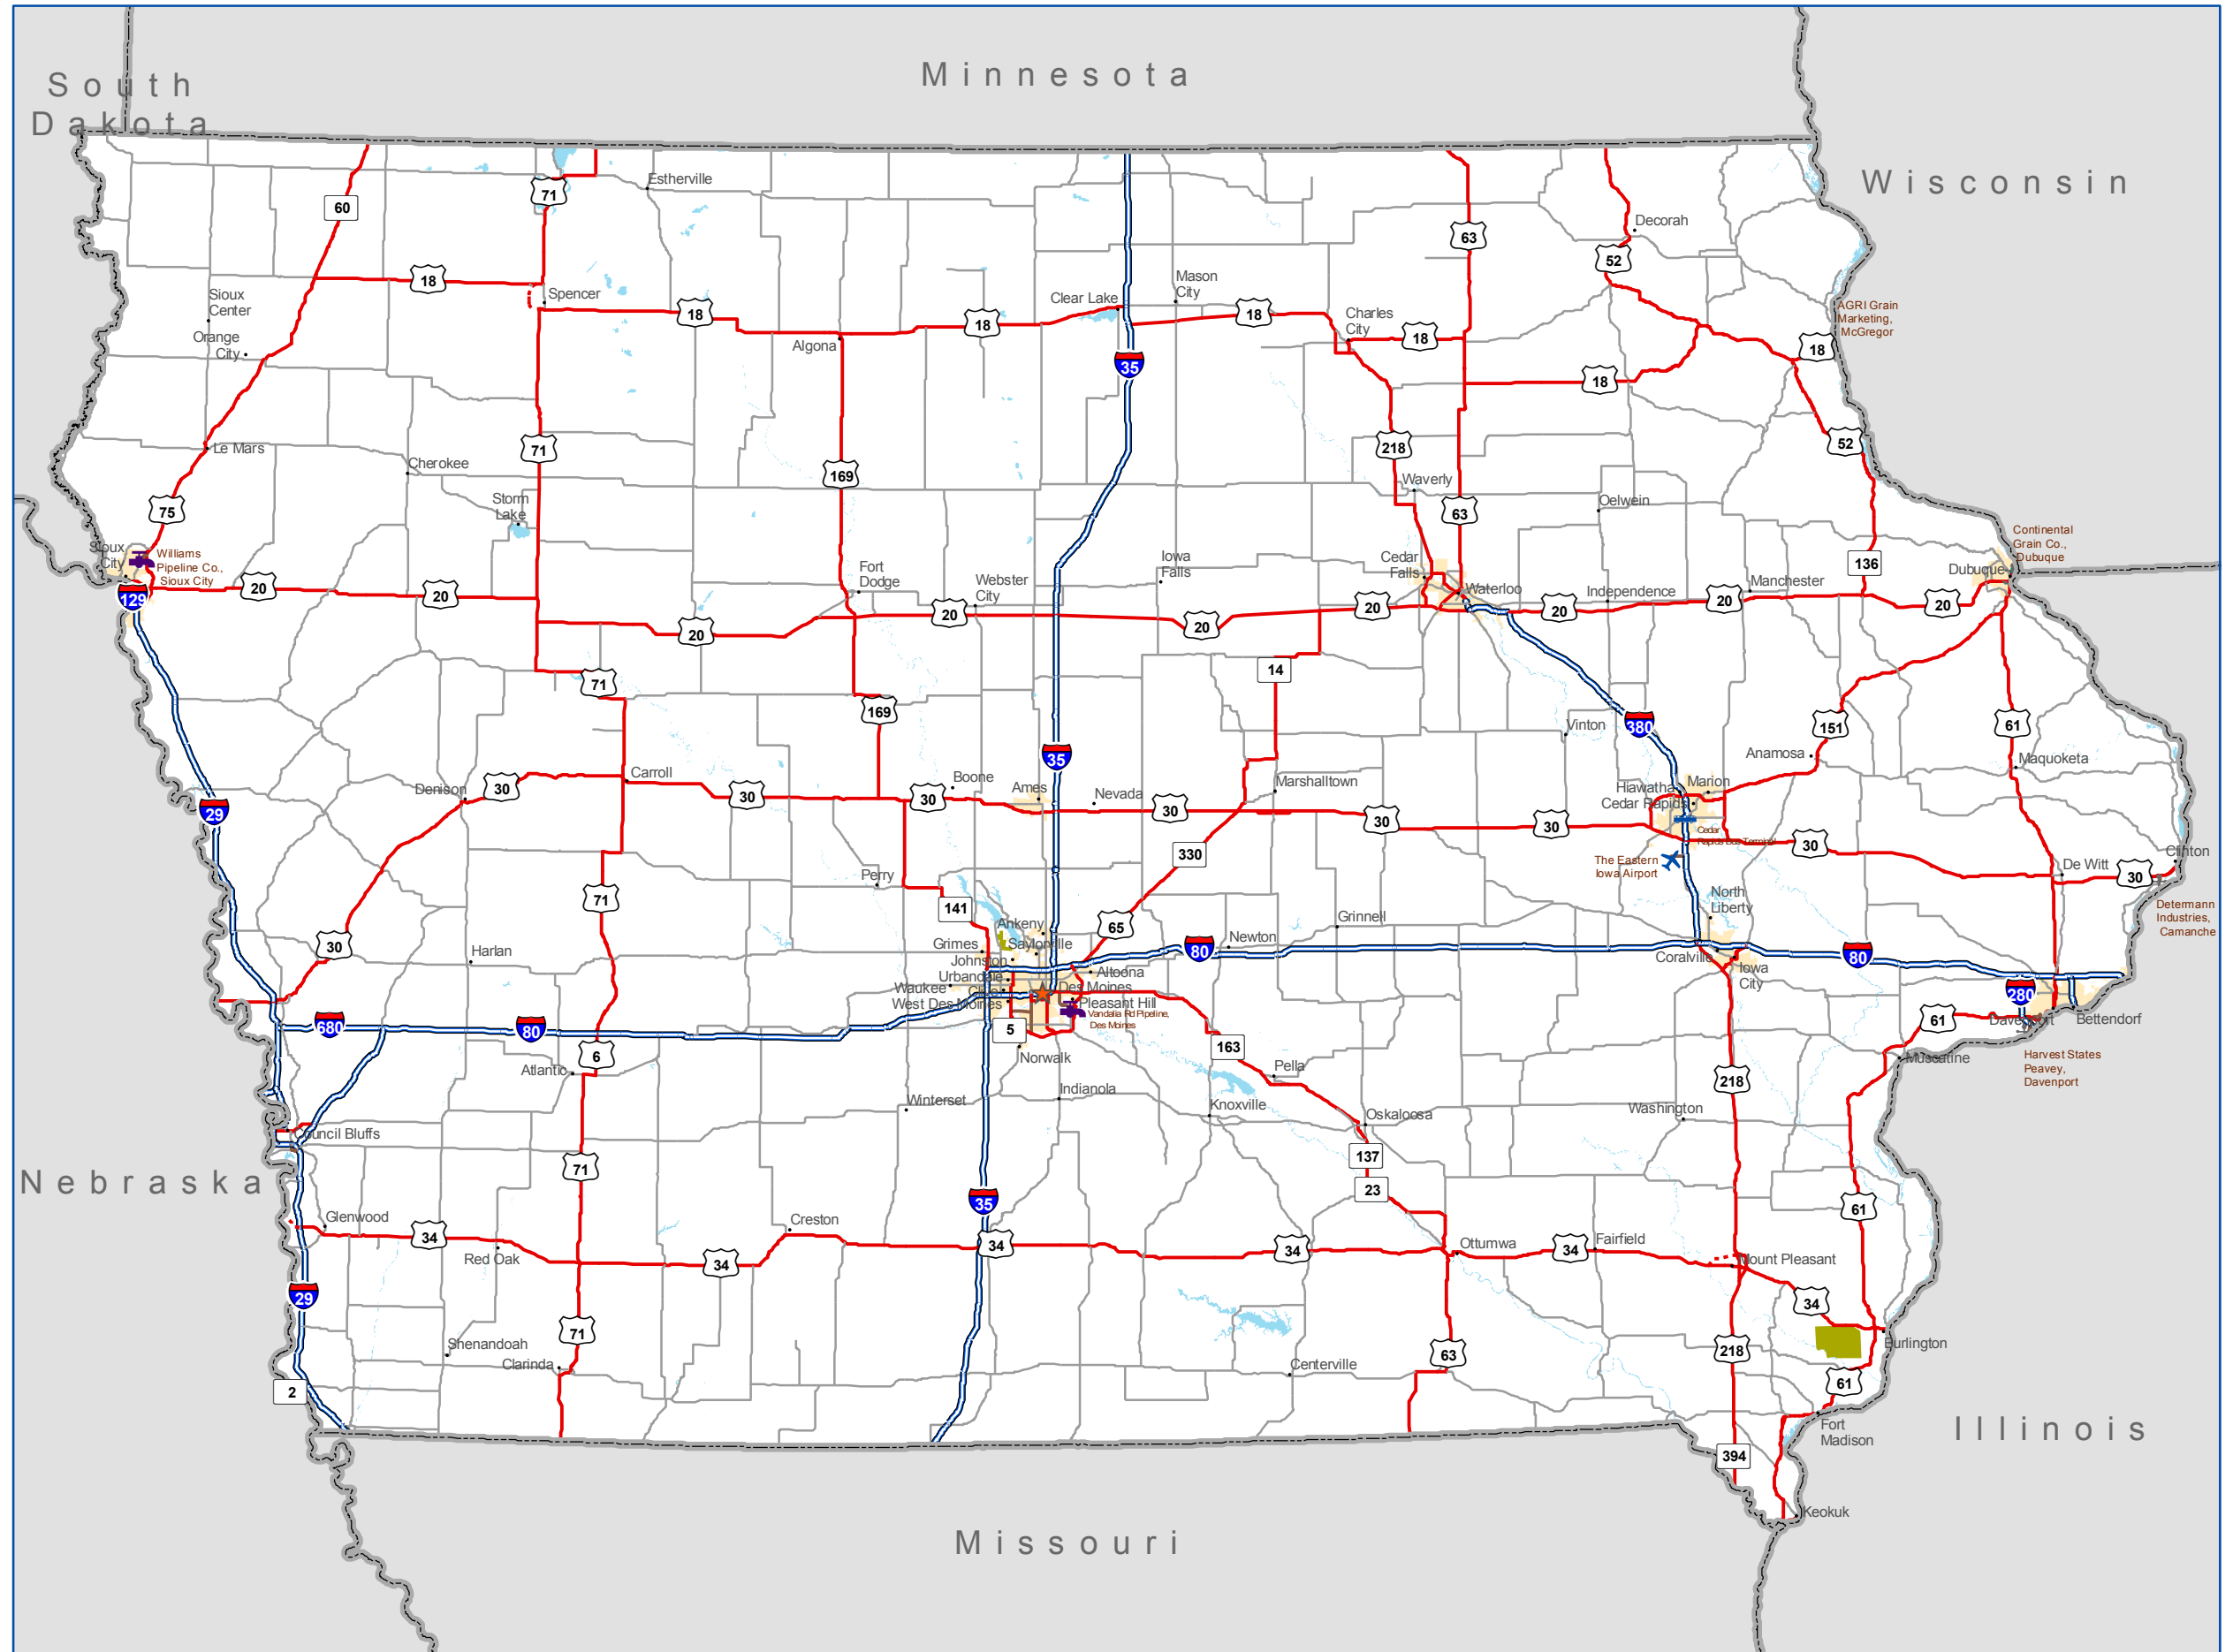 South
Dakota
Minnesota
Wisconsin
60
71
Estherville
63
Decorah
52
18
Sioux
Center
Spencer
18
18
Clear Lake
Mason
City
18
Charles
City
18
AGRI Grain
Marketing,
McGregor
18
Orange
City
Algona
35
18
Le Mars
71
Cherokee
169
218
52
Storm
Lake
Waverly
63
Oelwein
75
Sioux
City
Williams
Pipeline Co.,
Sioux City
129
20
20
Fort
Dodge
Webster
City
Iowa
Falls
Cedar
Falls
Waterloo
Independence
Manchester
136
Continental
Grain Co.,
Dubuque
Dubuque
20
20
20
20
20
20
20
71
169
14
Vinton
380
151
61
Anamosa
Maquoketa
29
Denison
30
Carroll
30
30
Boone
Ames
35
Nevada
30
Marshalltown
30
30
Hiawatha
Marion
Cedar Rapids
Cedar
Rapids Bus Terminal
30
The Eastern
Iowa Airport
330
De Witt
Clinton
30
Perry
71
141
65
Grinnell
North
Liberty
Determann
Industries,
Camanche
30
Harlan
Ankeny
Grimes
Saylorville
Johnston
Urbandale
Waukee
Clive
West Des Moines
Altoona
Des Moines
Pleasant Hill
Vandalia Rd Pipeline,
Des Moines
80
Newton
Coralville
Iowa
City
80
280
Davenport
Bettendorf
61
680
80
6
5
Norwalk
163
Pella
Muscatine
Harvest States
Peavey,
Davenport
Atlantic
Winterset
Indianola
Knoxville
Oskaloosa
218
Washington
Council Bluffs
Nebraska
71
137
23
35
61
Glenwood
34
Red Oak
Creston
34
34
34
Ottumwa
34
Fairfield
Mount Pleasant
29
34
71
Shenandoah
Clarinda
Centerville
63
218
Burlington
2
61
Fort
Madison
Illinois
394
Keokuk
Missouri